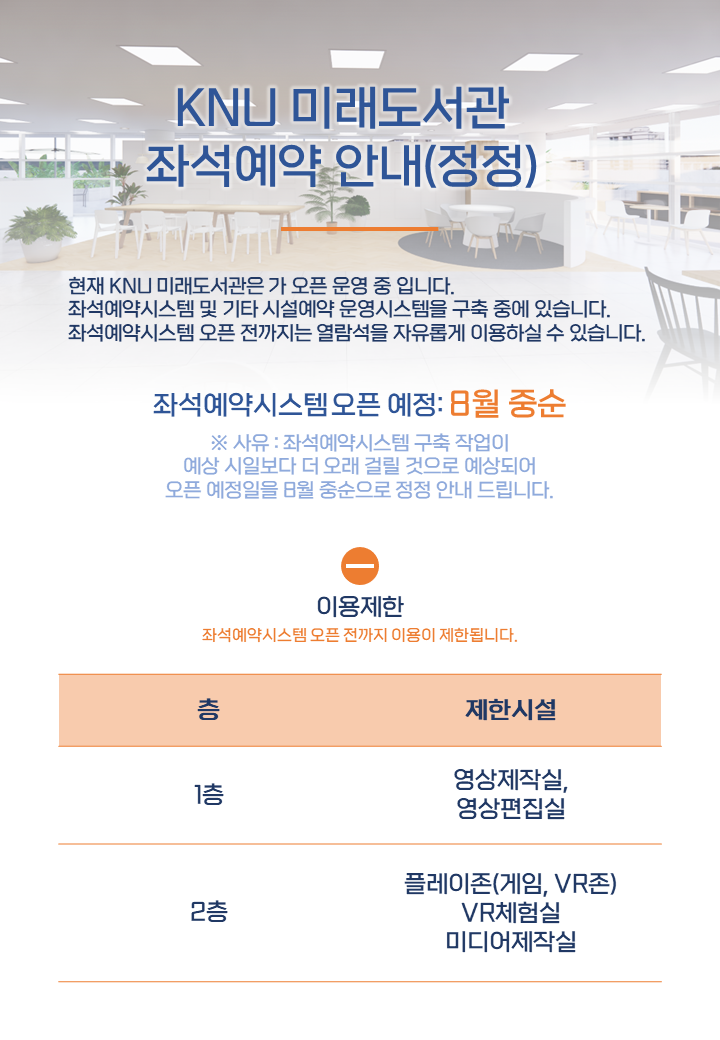 KNU 미래도서관
좌석예약 안내(정정)
현재 KNU 미래도서관은 가 오픈 운영 중 입니다.
좌석예약시스템 및 기타 시설예약 운영시스템을 구축 중에 있습니다.
좌석예약시스템 오픈 전까지는 열람석을 자유롭게 이용하실 수 있습니다.
좌석예약시스템 오픈 예정: 8월 중순
※ 사유 : 좌석예약시스템 구축 작업이
예상 시일보다 더 오래 걸릴 것으로 예상되어
오픈 예정일을 8월 중순으로 정정 안내 드립니다.
이용제한
좌석예약시스템 오픈 전까지 이용이 제한됩니다.
층 제한시설
1층 영상제작실,
영상편집실
플레이존(게임, VR존)
2층 VR체험실
미디어제작실